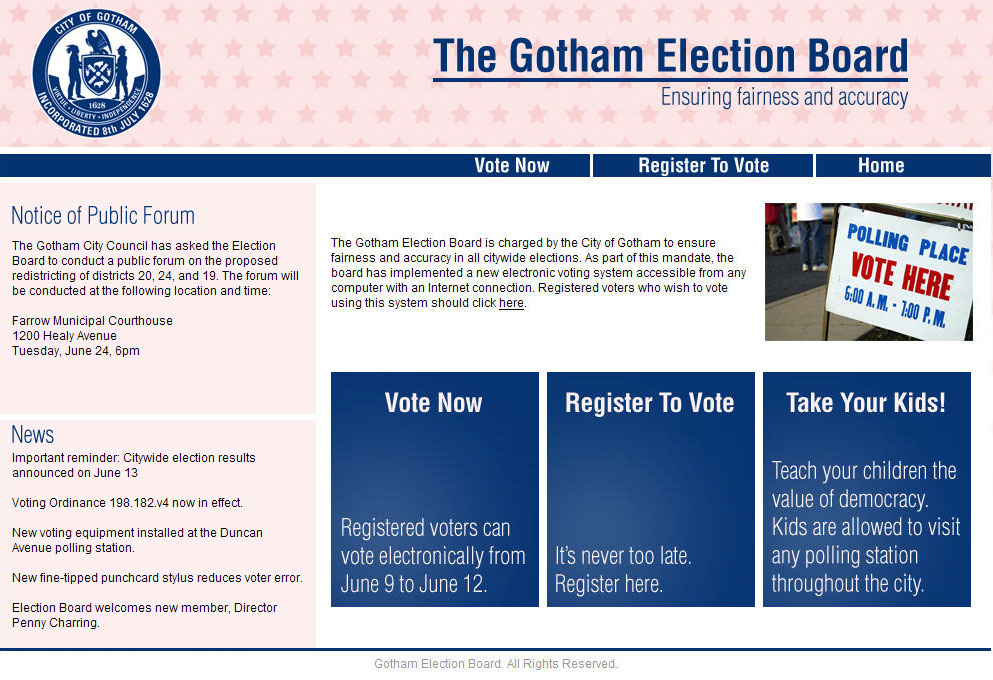 CITY OF GOTHAM
1628
VIRTUE · LIBERTY · INDEPENDENCE
INCORPORATED 8th JULY 1628
The Gotham Election Board
Ensuring fairness and accuracy
Vote Now
Register To Vote
Home
Notice of Public Forum
The Gotham City Council has asked the Election
Board to conduct a public forum on the proposed
redistricting of districts 20, 24, and 19. The forum will
be conducted at the following location and time:
Farrow Municipal Courthouse
1200 Healy Avenue
Tuesday, June 24, 6pm
News
Important reminder: Citywide election results
announced on June 13
Voting Ordinance 198.182.v4 now in effect.
New voting equipment installed at the Duncan
Avenue polling station.
New fine-tipped punchcard stylus reduces voter error.
Election Board welcomes new member, Director
Penny Charring.
The Gotham Election Board is charged by the City of Gotham to ensure
fairness and accuracy in all citywide elections. As part of this mandate, the
board has implemented a new electronic voting system accessible from any
computer with an Internet connection. Registered voters who wish to vote
using this system should click here.
POLLING PLACE
VOTE HERE
6:00 A.M. - 7:00 P.M.
Vote Now
Registered voters can
vote electronically from
June 9 to June 12.
Register To Vote
It's never too late.
Register here.
Take Your Kids!
Teach your children the
value of democracy.
Kids are allowed to visit
any polling station
throughout the city.
Gotham Election Board. All Rights Reserved.